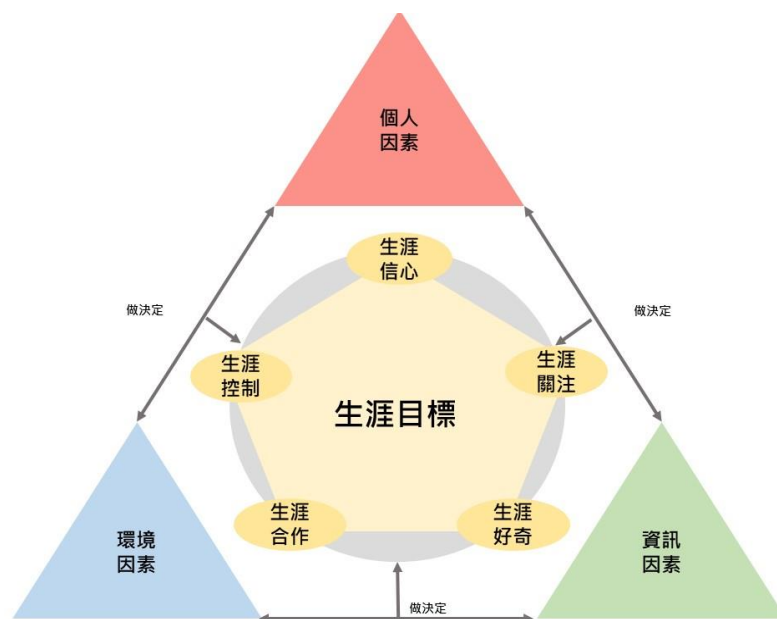 個人
因素
生涯
信心
做決定
做決定
生涯
控制
生涯
關注
生涯目標
生涯
合作
生涯
好奇
環境
因素
資訊
因素
做決定